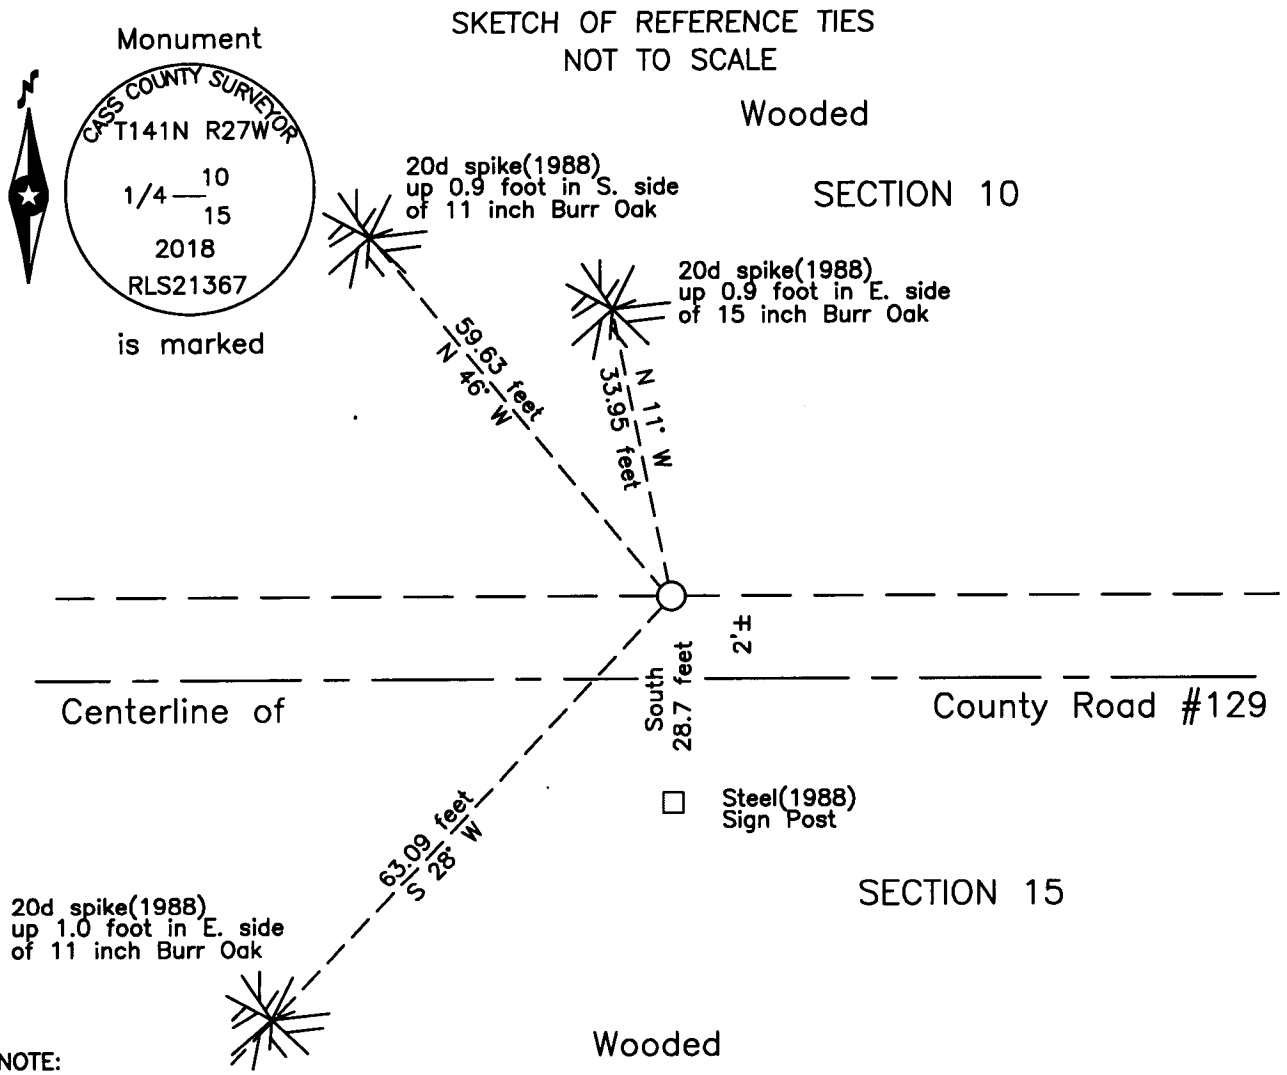 SKETCH OF REFERENCE TIES
NOT TO SCALE
Monument
N
CASS COUNTY SURVEYOR
T141N R27W
1/4 — 10
15
2018
RLS21367
is marked
Wooded
20d spike(1988)
up 0.9 foot in S. side
of 11 inch Burr Oak
SECTION 10
20d spike(1988)
up 0.9 foot in E. side
of 15 inch Burr Oak
59.63 feet
N 46° W
N 11° W
33.95 feet
2'±
South
28.7 feet
Centerline of
County Road #129
Steel(1988)
Sign Post
63.09 feet
S 28° W
SECTION 15
20d spike(1988)
up 1.0 foot in E. side
of 11 inch Burr Oak
Wooded
NOTE: